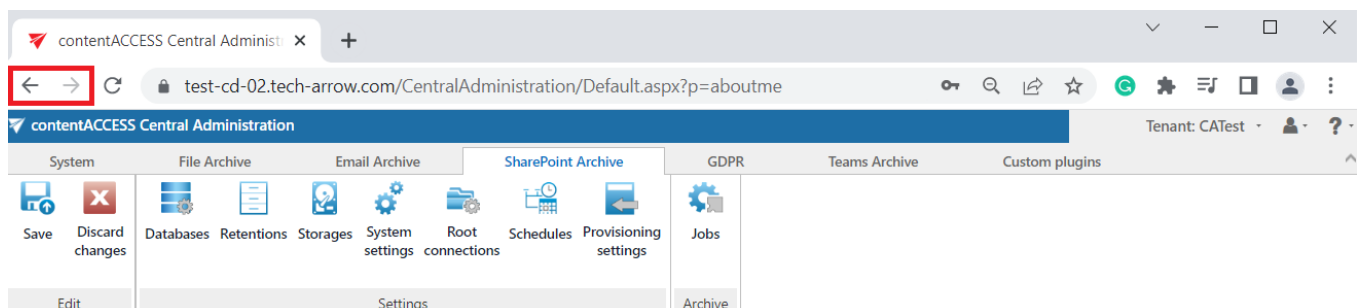 contentACCESS Central Administ
test-cd-02.tech-arrow.com/CentralAdministration/Default.aspx?p=aboutme
contentACCESS Central Administration
Tenant: CATest
?
System File Archive Email Archive SharePoint Archive GDPR Teams Archive Custom plugins
Save Discard changes Databases Retentions Storages System settings Root connections Schedules Provisioning settings Jobs
Edit Settings Archive